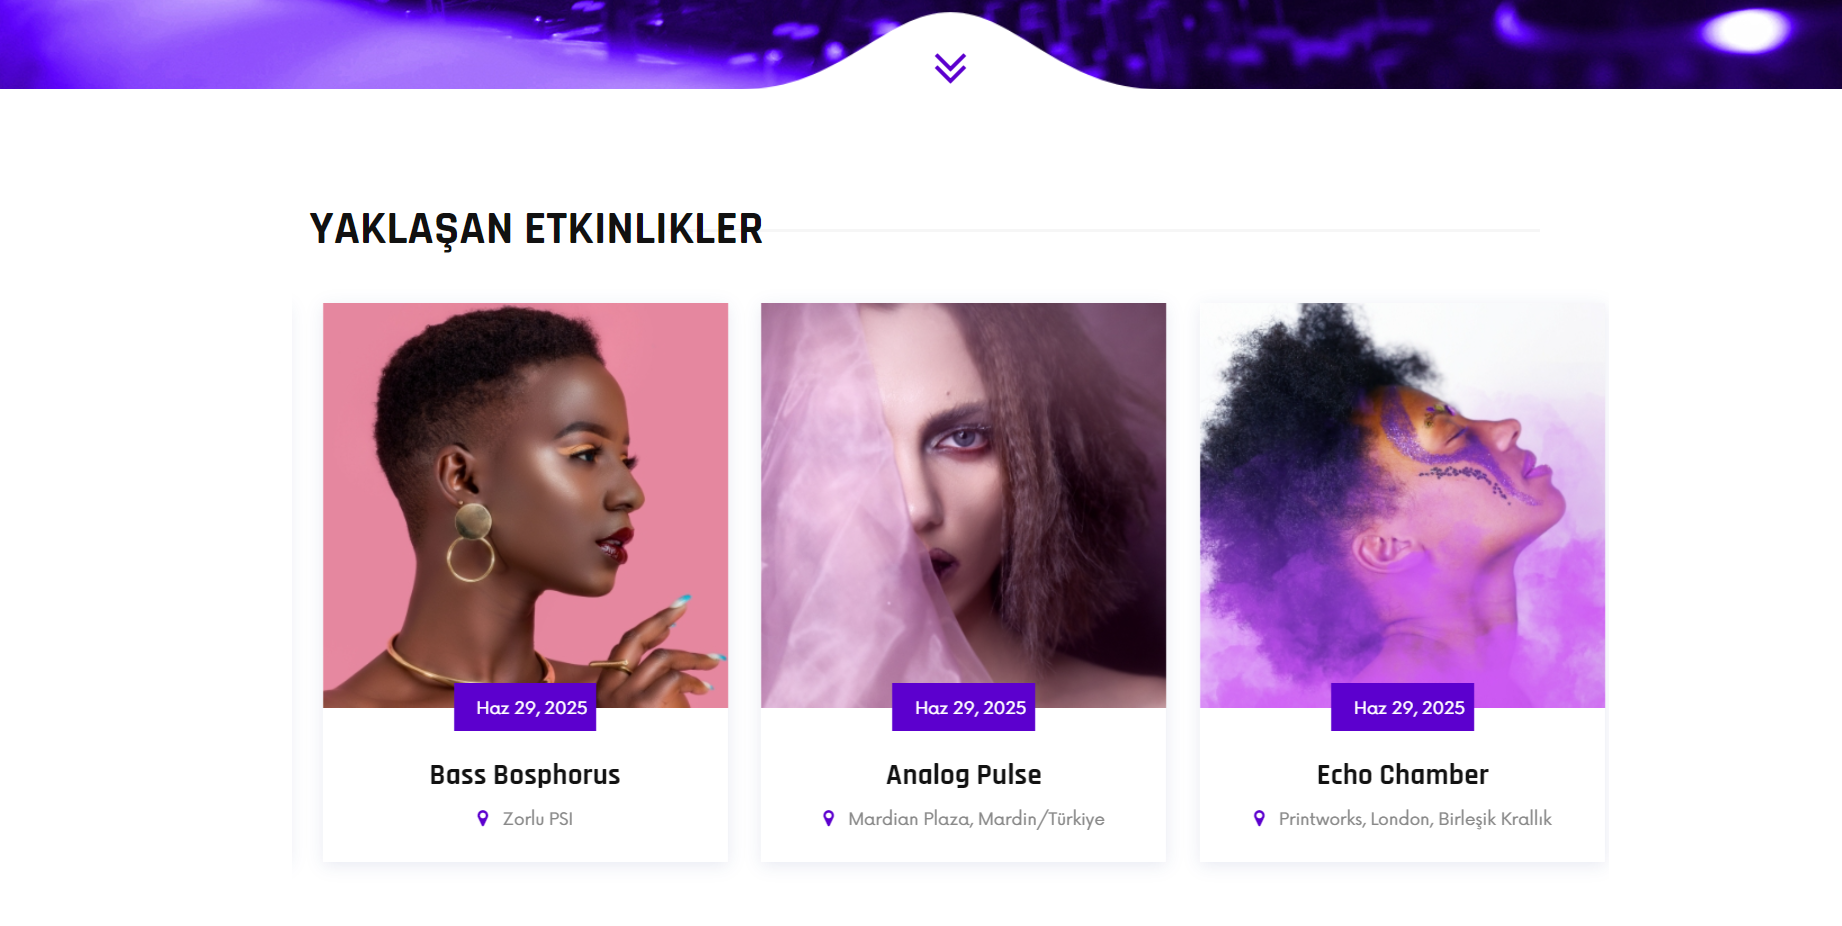 YAKLAŞAN ETKINLIKLER
Haz 29, 2025
Haz 29, 2025
Haz 29, 2025
Bass Bosphorus
Analog Pulse
Echo Chamber
Zorlu PSI
Mardian Plaza, Mardin/Türkiye
Printworks, London, Birleşik Krallık